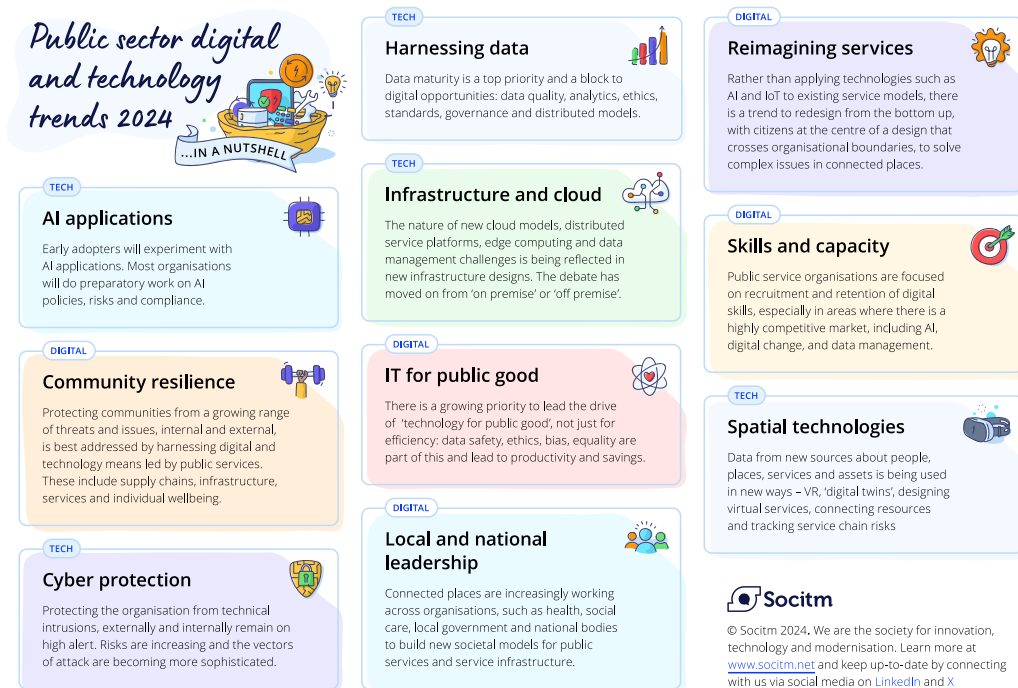 Public sector digital
and technology
trends 2024
...IN A NUTSHELL
TECH
AI applications
Early adopters will experiment with
AI applications. Most organisations
will do preparatory work on AI
policies, risks and compliance.
DIGITAL
Community resilience
Protecting communities from a growing range
of threats and issues, internal and external,
is best addressed by harnessing digital and
technology means led by public services.
These include supply chains, infrastructure,
services and individual wellbeing.
TECH
Cyber protection
Protecting the organisation from technical
intrusions, externally and internally remain on
high alert. Risks are increasing and the vectors
of attack are becoming more sophisticated.
TECH
Harnessing data
Data maturity is a top priority and a block to
digital opportunities: data quality, analytics, ethics,
standards, governance and distributed models.
TECH
Infrastructure and cloud
The nature of new cloud models, distributed
service platforms, edge computing and data
management challenges is being reflected in
new infrastructure designs. The debate has
moved on from ‘on premise’ or ‘off premise’.
DIGITAL
IT for public good
There is a growing priority to lead the drive
of ‘technology for public good’, not just for
efficiency: data safety, ethics, bias, equality are
part of this and lead to productivity and savings.
DIGITAL
Local and national
leadership
Connected places are increasingly working
across organisations, such as health, social
care, local government and national bodies
to build new societal models for public
services and service infrastructure.
DIGITAL
Reimagining services
Rather than applying technologies such as
AI and IoT to existing service models, there
is a trend to redesign from the bottom up,
with citizens at the centre of a design that
crosses organisational boundaries, to solve
complex issues in connected places.
DIGITAL
Skills and capacity
Public service organisations are focused
on recruitment and retention of digital
skills, especially in areas where there is a
highly competitive market, including AI,
digital change, and data management.
TECH
Spatial technologies
Data from new sources about people,
places, services and assets is being used
in new ways – VR, ‘digital twins’, designing
virtual services, connecting resources
and tracking service chain risks
Socitm
© Socitm 2024. We are the society for innovation,
technology and modernisation. Learn more at
www.socitm.net and keep up-to-date by connecting
with us via social media on LinkedIn and X